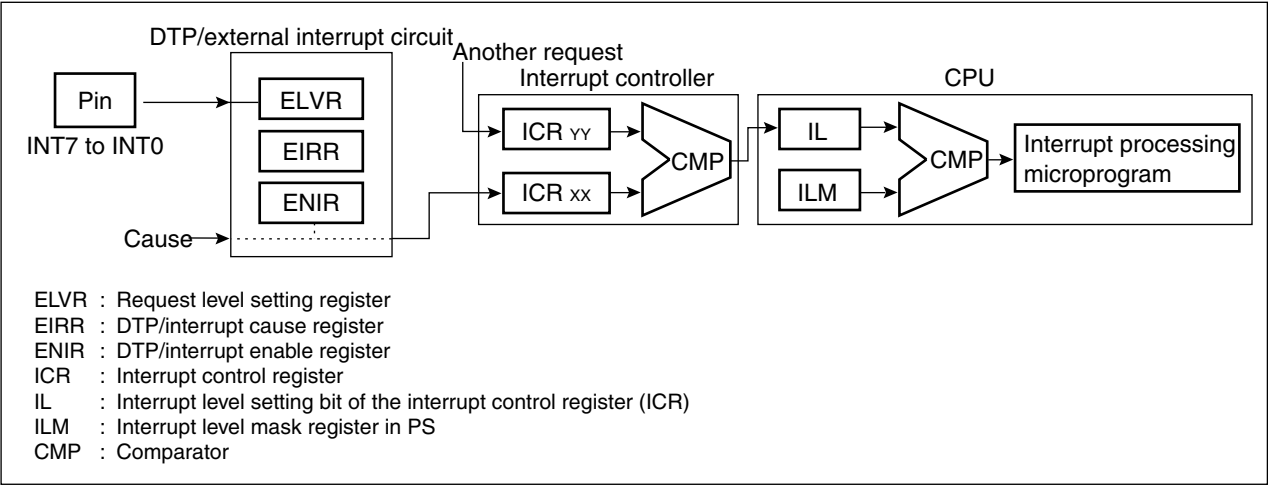 DTP/external interrupt circuit
Another request
Interrupt controller
CPU
Pin
INT7 to INT0
ELVR
EIRR
ENIR
Cause
ICR YY
ICR XX
CMP
IL
ILM
CMP
Interrupt processing
microprogram
ELVR : Request level setting register
EIRR : DTP/interrupt cause register
ENIR : DTP/interrupt enable register
ICR : Interrupt control register
IL : Interrupt level setting bit of the interrupt control register (ICR)
ILM : Interrupt level mask register in PS
CMP : Comparator